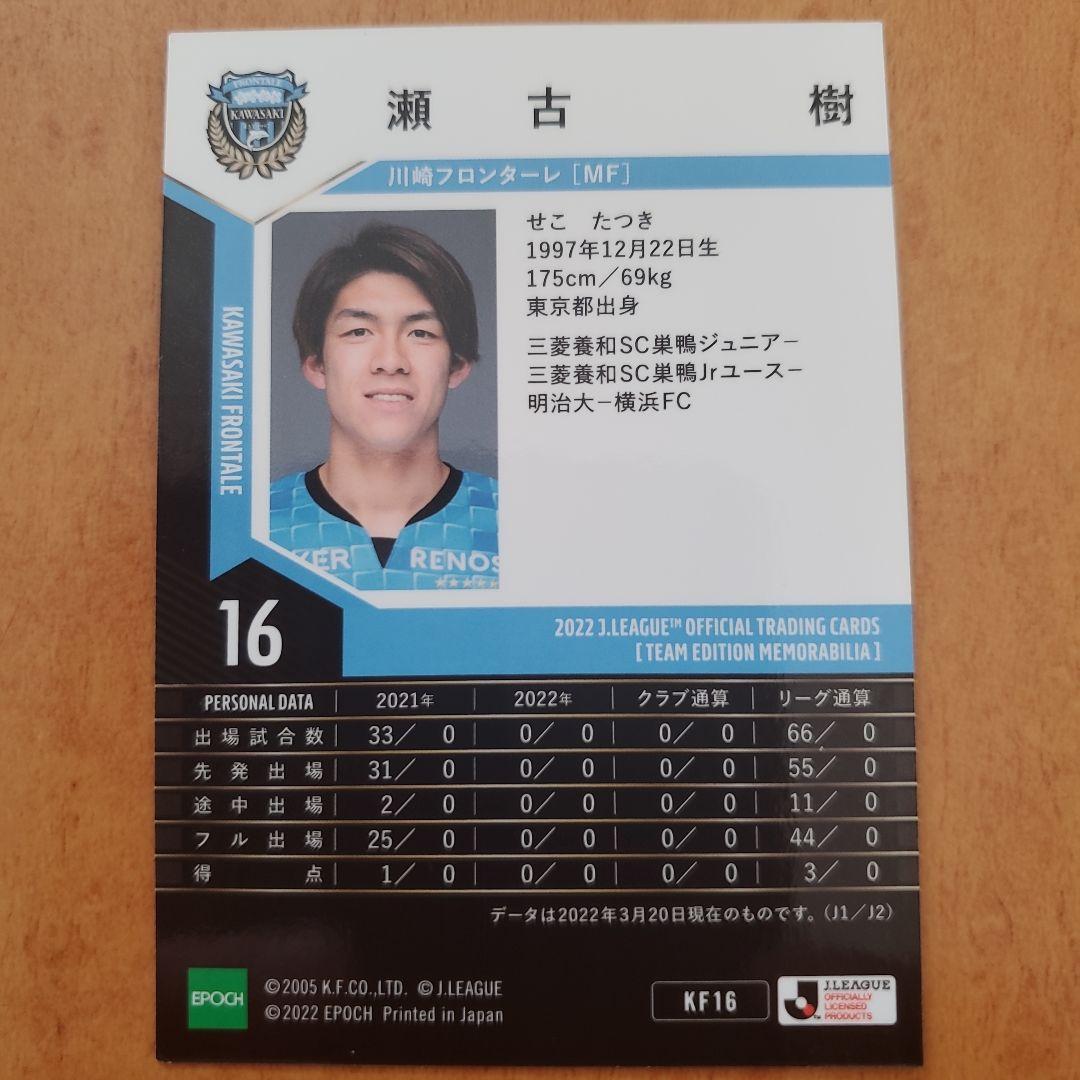 FRONTALE
KAWASAKI
瀬 古 樹
川崎フロンターレ [MF]
せこ たつき
1997年12月22日生
175cm/69kg
東京都出身
三菱養和SC巣鴨ジュニア−
三菱養和SC巣鴨Jrユース−
明治大−横浜FC
KAWASAKI FRONTALE
KER RENOS
16
2022 J.LEAGUE™ OFFICIAL TRADING CARDS
[ TEAM EDITION MEMORABILIA ]
PERSONAL DATA | 2021年 | 2022年 | クラブ通算 | リーグ通算
出場試合数 | 33/ 0 | 0/ 0 | 0/ 0 | 66/ 0
先発出場 | 31/ 0 | 0/ 0 | 0/ 0 | 55/ 0
途中出場 | 2/ 0 | 0/ 0 | 0/ 0 | 11/ 0
フル出場 | 25/ 0 | 0/ 0 | 0/ 0 | 44/ 0
得点 | 1/ 0 | 0/ 0 | 0/ 0 | 3/ 0
データは2022年3月20日現在のものです。(J1/J2)
EPOCH
©2005 K.F.CO.,LTD. © J.LEAGUE
©2022 EPOCH Printed in Japan
KF16
J.LEAGUE
OFFICIALLY
LICENSED
PRODUCTS